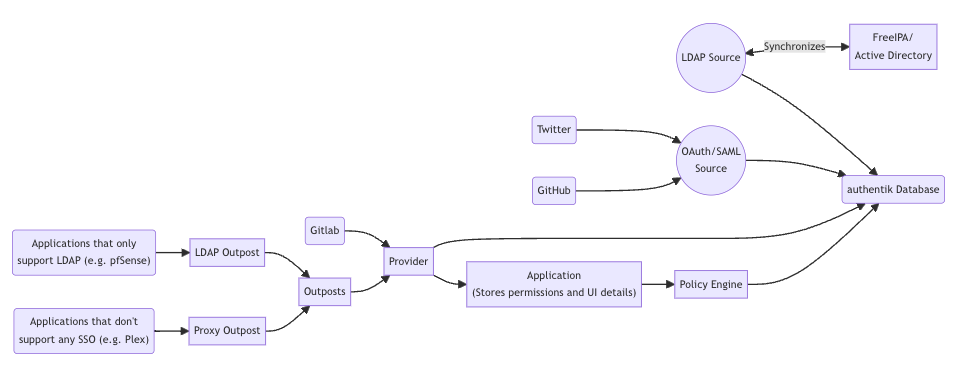 FreeIPA/
Active Directory
Synchronizes
LDAP Source
Twitter
OAuth/SAML
Source
GitHub
authentik Database
Gitlab
Applications that only
support LDAP (e.g. pfSense)
LDAP Outpost
Provider
Outposts
Application
(Stores permissions and UI details)
Policy Engine
Applications that don't
support any SSO (e.g. Plex)
Proxy Outpost